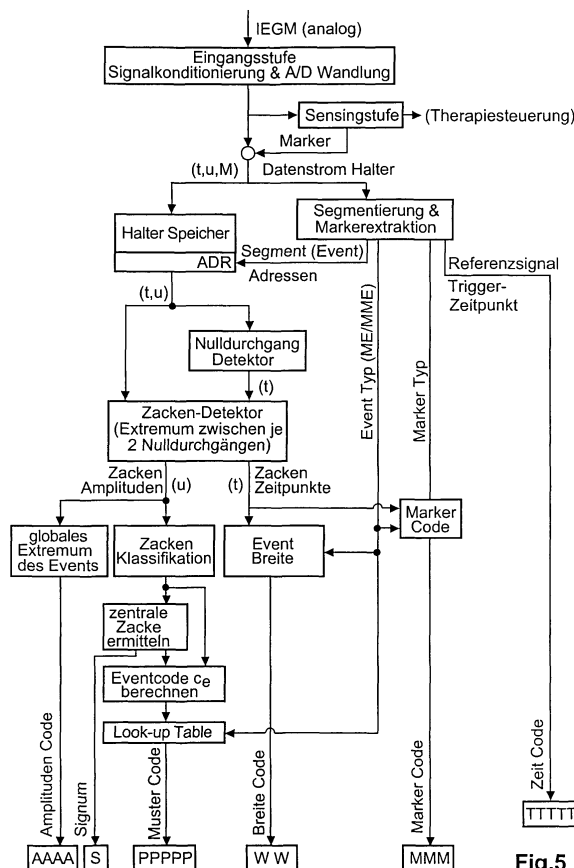 IEGM (analog)
Eingangsstufe
Signalkonditionierung & A/D Wandlung
Sensingstufe
(Therapiesteuerung)
Marker
(t,u,M)
Datenstrom Halter
Halter Speicher
ADR
Segmentierung &
Markerextraktion
Segment (Event)
Adressen
Referenzsignal
Trigger-
Zeitpunkt
(t,u)
Nulldurchgang
Detektor
(t)
Event Typ (ME/MME)
Marker Typ
Zacken-Detektor
(Extremum zwischen je
2 Nulldurchgängen)
Zacken
Amplituden
(u)
(t)
Zacken
Zeitpunkte
globales
Extremum
des Events
Zacken
Klassifikation
Event
Breite
Marker
Code
zentrale
Zacke
ermitteln
Eventcode ce
berechnen
Look-up Table
Amplituden Code
Signum
Muster Code
Breite Code
Marker Code
Zeit Code
TTTTT
AAAA
S
PPPPP
W W
MMM
Fig.5